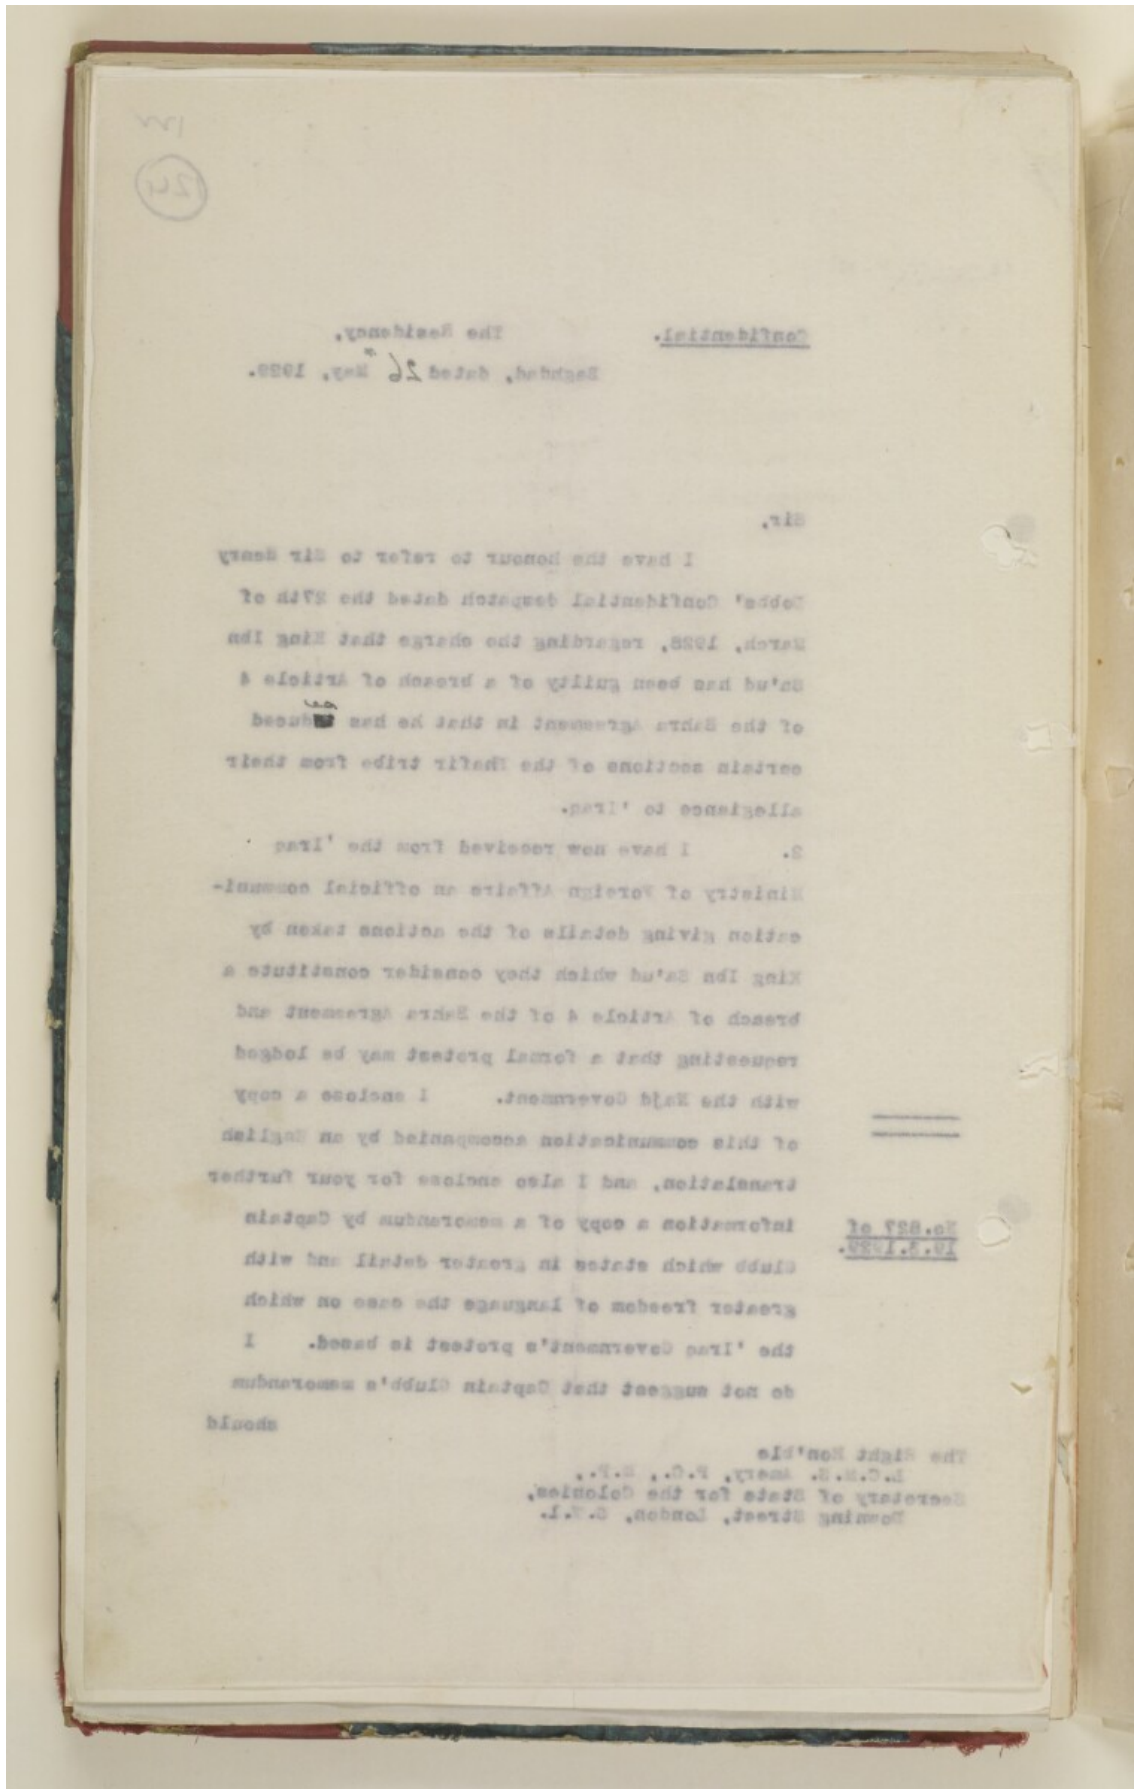 24
Confidential.
The Residency,
Baghdad, dated 26th May, 1929.
Sir,
I have the honour to refer to Sir Henry
Dobbs' Confidential despatch dated the 27th of
March, 1928, regarding the charge that King Ibn
Sa'ud has been guilty of a breach of Article 4
of the Bahra Agreement in that he has seduced
certain sections of the Dhafir tribe from their
allegiance to 'Iraq.
2. I have now received from the 'Iraq
Ministry of Foreign Affairs an official communi-
cation giving details of the actions taken by
King Ibn Sa'ud which they consider constitute a
breach of Article 4 of the Bahra Agreement and
requesting that a formal protest may be lodged
with the Najd Government. I enclose a copy
of this communication accompanied by an English
translation, and I also enclose for your further
information a copy of a memorandum by Captain
Glubb which states in greater detail and with
greater freedom of language the case on which
the 'Iraq Government's protest is based. I
do not suggest that Captain Glubb's memorandum
should
No.827 of
19.3.1929.
The Right Hon'ble
L.C.M.S. Amery, P.C., M.P.,
Secretary of State for the Colonies,
Downing Street, London, S.W.1.